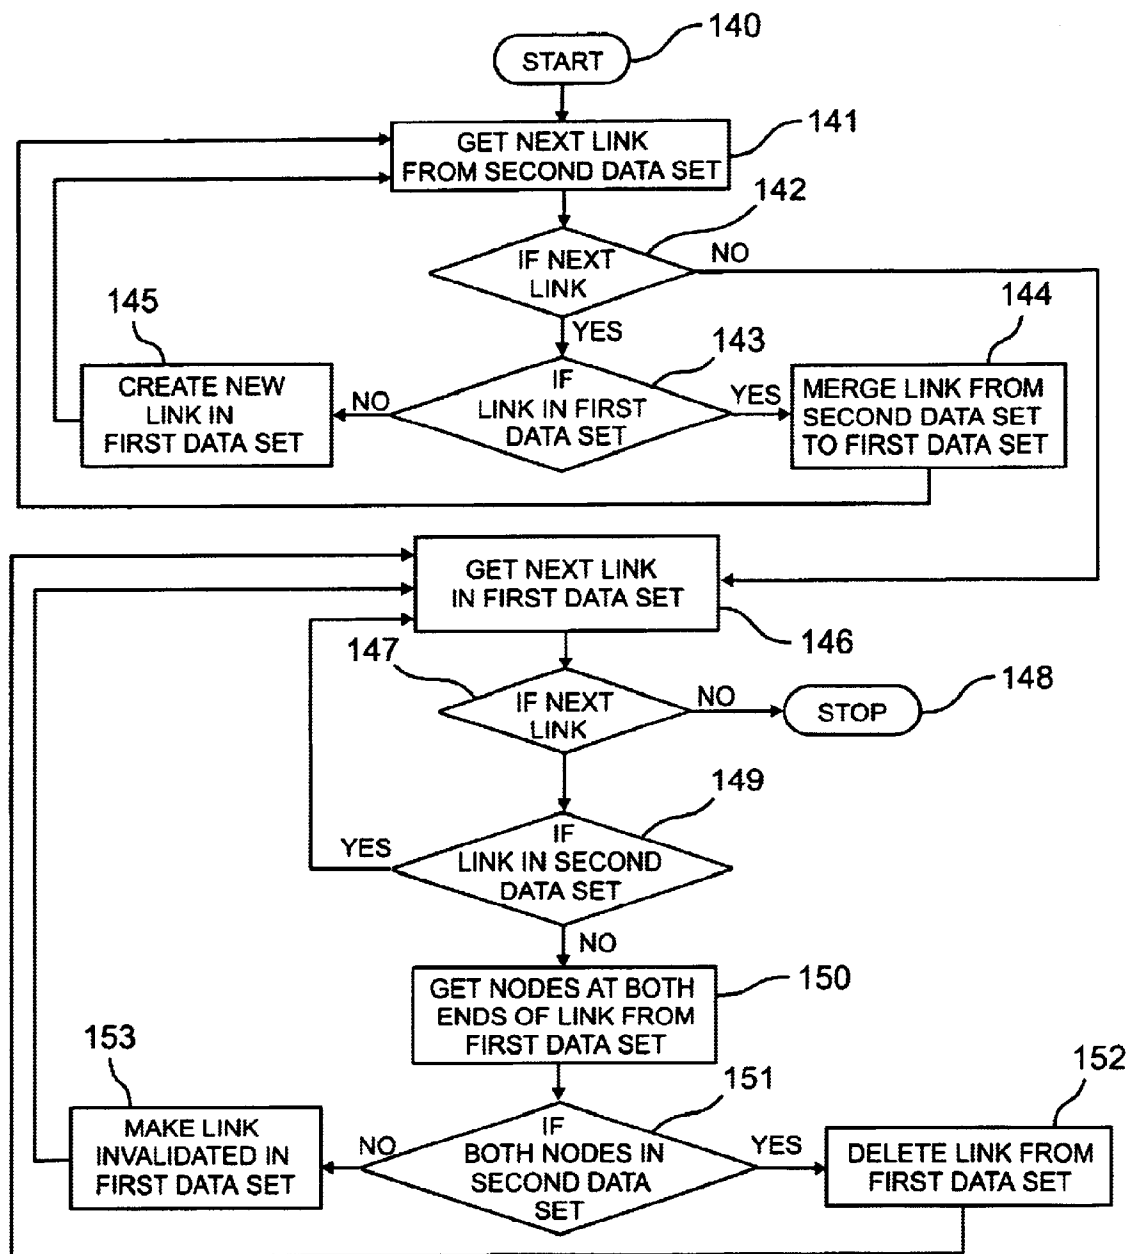 140
START
141
GET NEXT LINK
FROM SECOND DATA SET
142
IF NEXT
LINK
NO
YES
145
CREATE NEW
LINK IN
FIRST DATA SET
NO
143
IF
LINK IN FIRST
DATA SET
YES
144
MERGE LINK FROM
SECOND DATA SET
TO FIRST DATA SET
GET NEXT LINK
IN FIRST DATA SET
146
147
IF NEXT
LINK
NO
STOP
148
149
IF
LINK IN SECOND
DATA SET
YES
NO
150
GET NODES AT BOTH
ENDS OF LINK FROM
FIRST DATA SET
153
MAKE LINK
INVALIDATED IN
FIRST DATA SET
NO
151
IF
BOTH NODES IN
SECOND DATA
SET
YES
152
DELETE LINK FROM
FIRST DATA SET